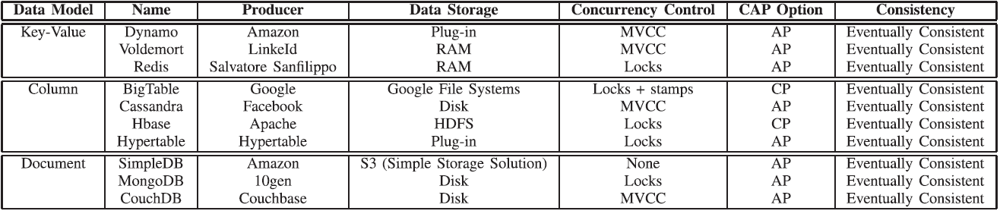 Data Model Name Producer Data Storage Concurrency Control CAP Option Consistency
Key-Value Dynamo Amazon Plug-in MVCC AP Eventually Consistent
Voldemort LinkeId RAM MVCC AP Eventually Consistent
Redis Salvatore Sanfilippo RAM Locks AP Eventually Consistent
Column BigTable Google Google File Systems Locks + stamps CP Eventually Consistent
Cassandra Facebook Disk MVCC AP Eventually Consistent
Hbase Apache HDFS Locks CP Eventually Consistent
Hypertable Hypertable Plug-in Locks AP Eventually Consistent
Document SimpleDB Amazon S3 (Simple Storage Solution) None AP Eventually Consistent
MongoDB 10gen Disk Locks AP Eventually Consistent
CouchDB Couchbase Disk MVCC AP Eventually Consistent